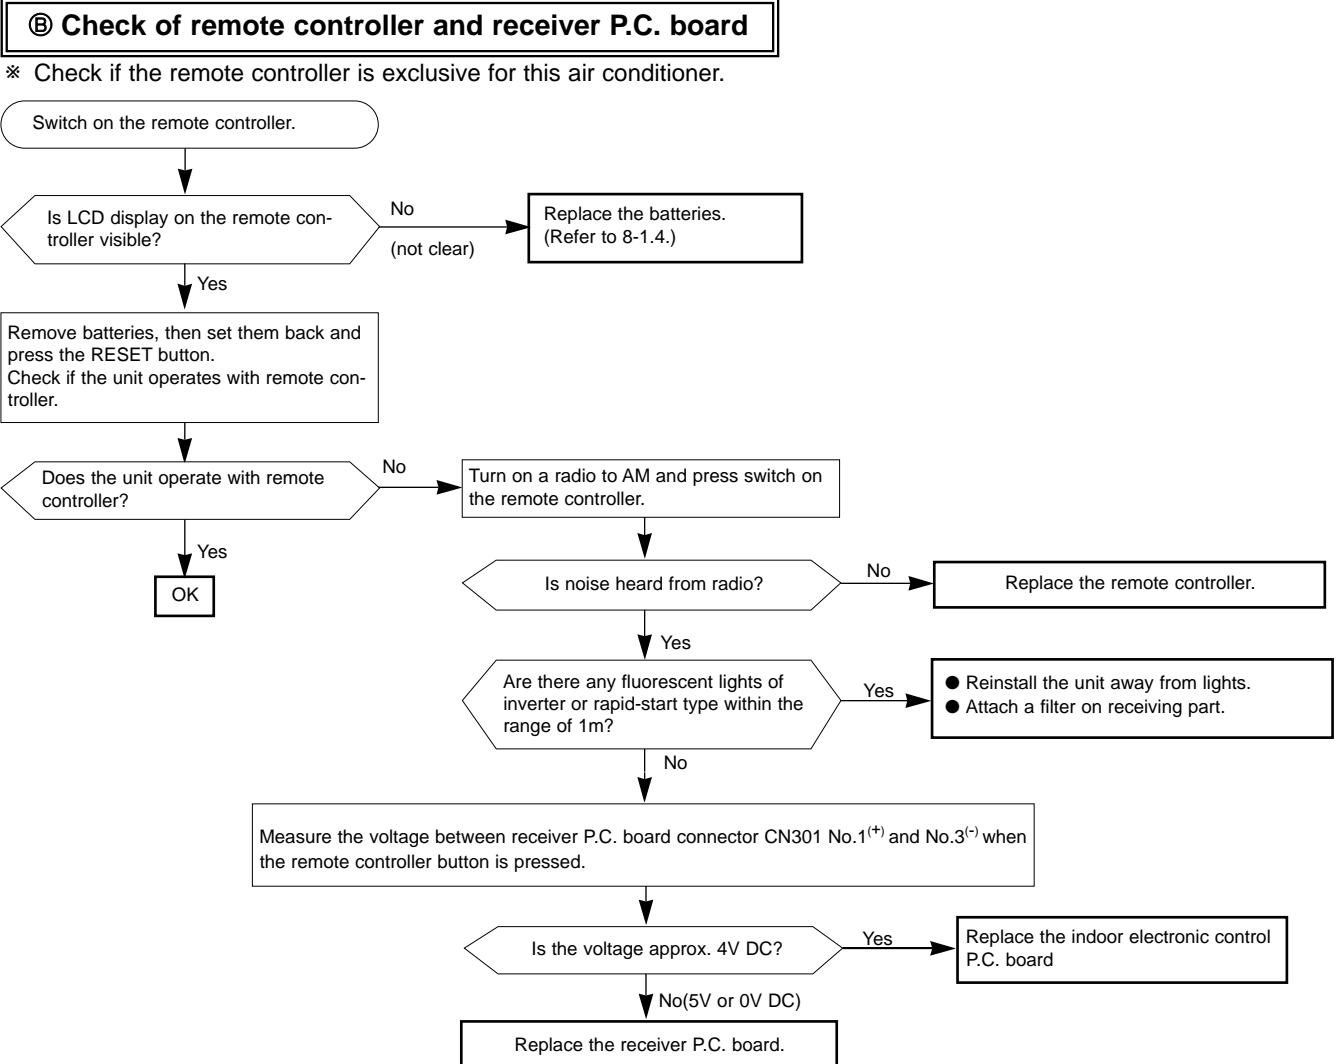 Ⓑ Check of remote controller and receiver P.C. board
※ Check if the remote controller is exclusive for this air conditioner.
Switch on the remote controller.
Is LCD display on the remote con-
troller visible?
No
(not clear)
Replace the batteries.
(Refer to 8-1.4.)
Yes
Remove batteries, then set them back and
press the RESET button.
Check if the unit operates with remote con-
troller.
Does the unit operate with remote
controller?
No
Turn on a radio to AM and press switch on
the remote controller.
Yes
OK
Is noise heard from radio?
No
Replace the remote controller.
Yes
Are there any fluorescent lights of
inverter or rapid-start type within the
range of 1m?
Yes
● Reinstall the unit away from lights.
● Attach a filter on receiving part.
No
Measure the voltage between receiver P.C. board connector CN301 No.1(+) and No.3(-) when
the remote controller button is pressed.
Is the voltage approx. 4V DC?
Yes
Replace the indoor electronic control
P.C. board
No(5V or 0V DC)
Replace the receiver P.C. board.